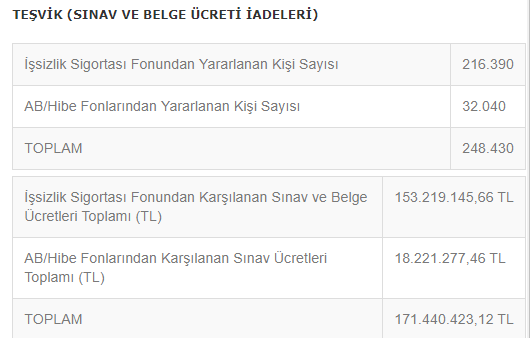 TEŞVİK (SINAV VE BELGE ÜCRETİ İADELERİ)
İşsizlik Sigortası Fonundan Yararlanan Kişi Sayısı 216.390
AB/Hibe Fonlarından Yararlanan Kişi Sayısı 32.040
TOPLAM 248.430
İşsizlik Sigortası Fonundan Karşılanan Sınav ve Belge 153.219.145,66 TL
Ücretleri Toplamı (TL)
AB/Hibe Fonlarından Karşılanan Sınav Ücretleri 18.221.277,46 TL
Toplamı (TL)
TOPLAM 171.440.423,12 TL